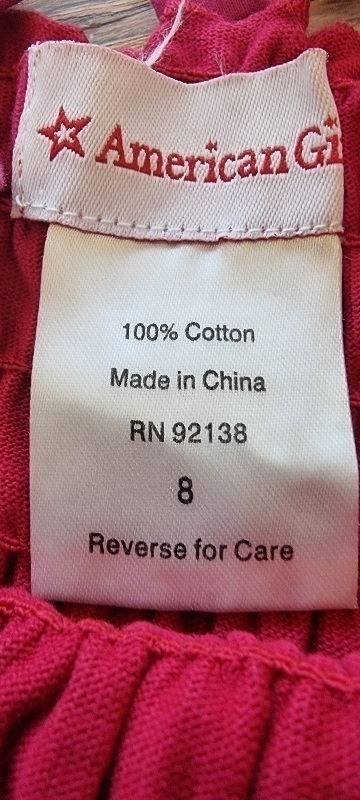 American Gi
100% Cotton
Made in China
RN 92138
8
Reverse for Care